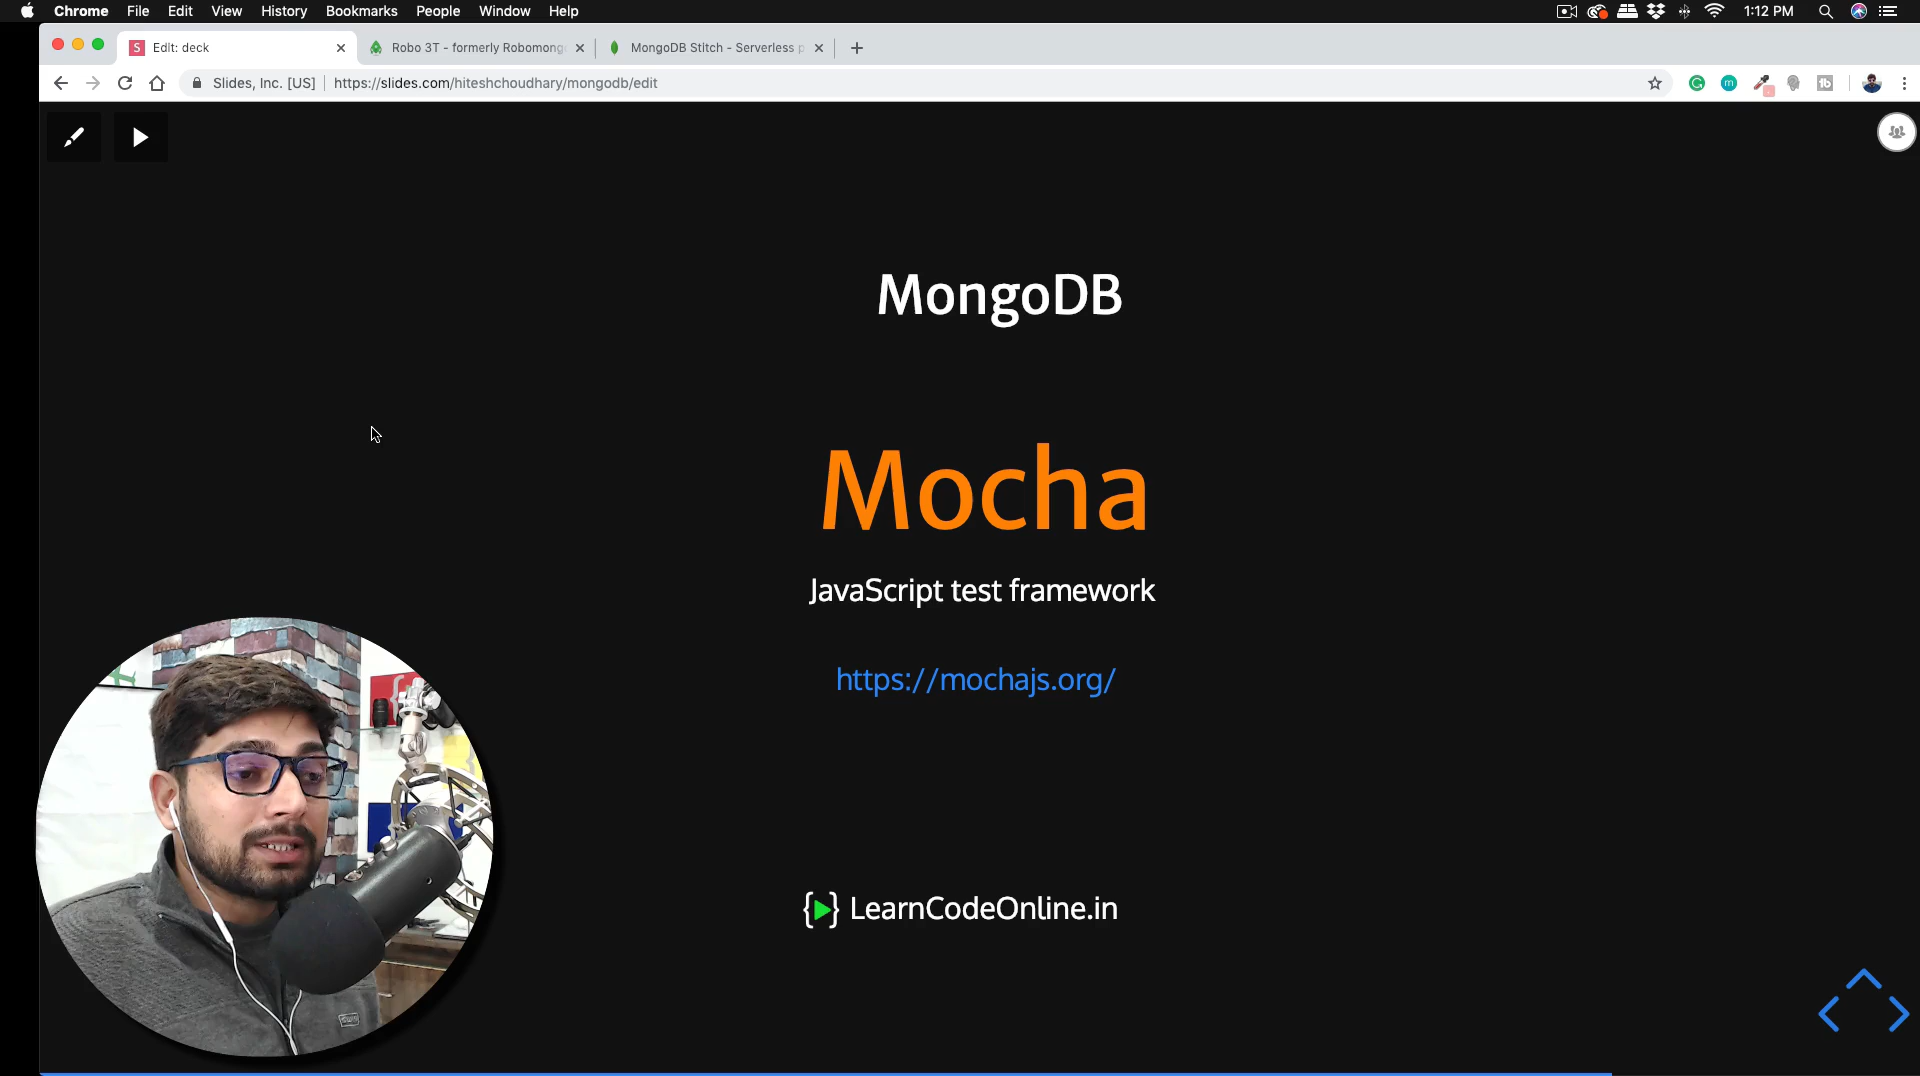 Chrome File Edit View History Bookmarks People Window Help 1:12 PM
S Edit: deck Robo 3T - formerly Robomong MongoDB Stitch - Serverless p
Slides, Inc. [US] https://slides.com/hiteshchoudhary/mongodb/edit
MongoDB
Mocha
JavaScript test framework
https://mochajs.org/
LearnCodeOnline.in